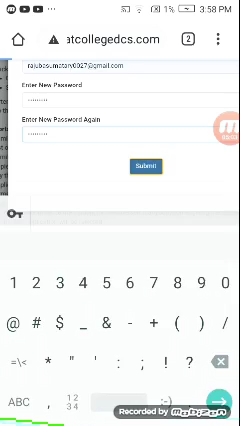 1% 3:58 PM
atcollegedcs.com 2
rajubasumatary0027@gmail.com
Enter New Password
Enter New Password Again
Submit
1 2 3 4 5 6 7 8 9 0
@ # $ _ & - + ( ) /
=\< * " ' : ; ! ? 
ABC , 1 2 3 4 :-)
Recorded by Mobizen